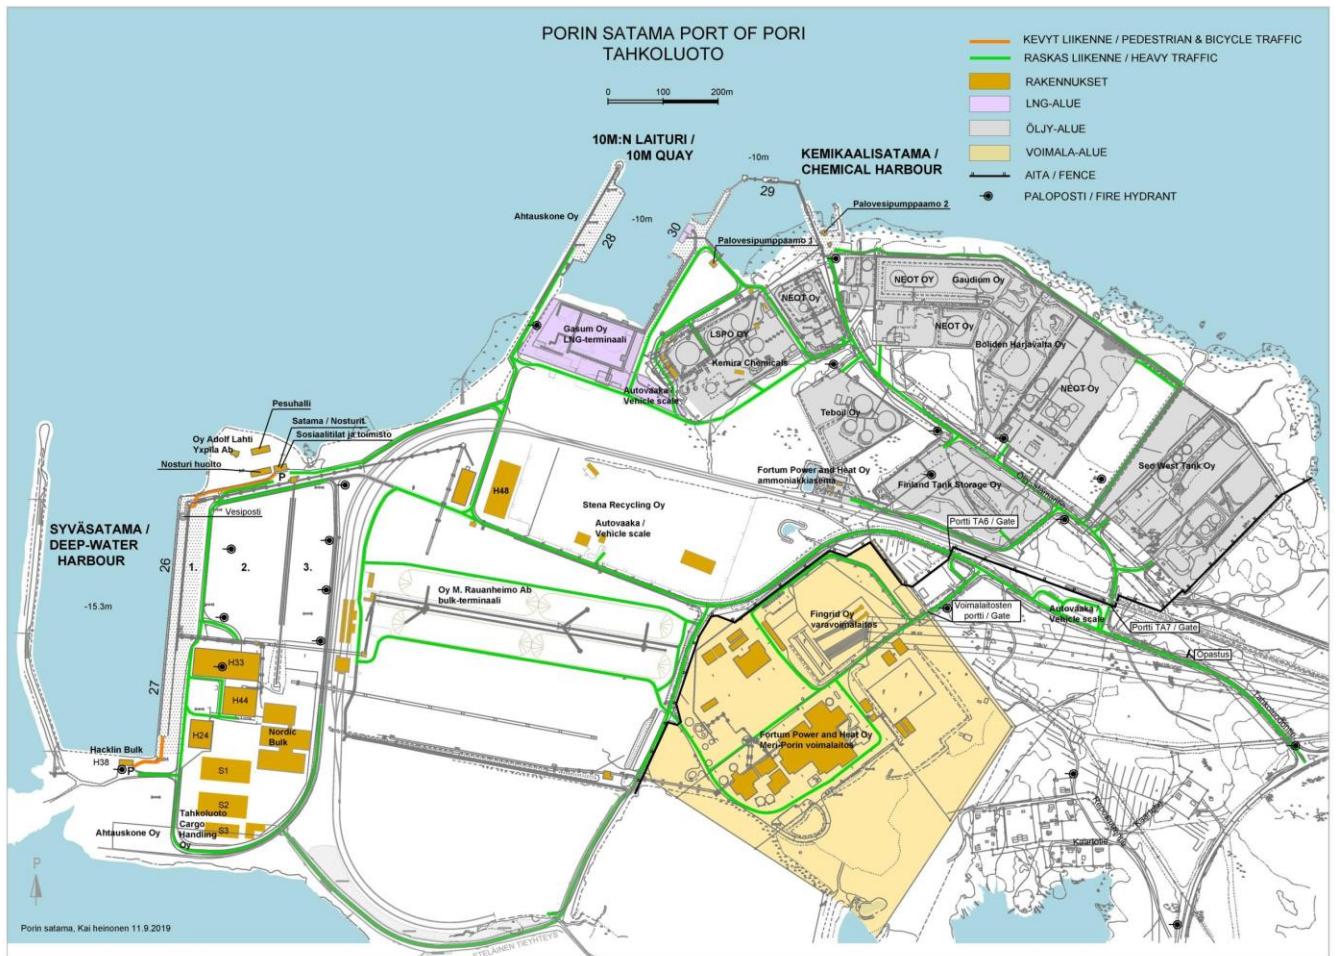 PORIN SATAMA PORT OF PORI
TAHKOLUOTO
0 100 200m
KEVYT LIIKENNE / PEDESTRIAN & BICYCLE TRAFFIC
RASKAS LIIKENNE / HEAVY TRAFFIC
RAKENNUKSET
LNG-ALUE
ÖLJY-ALUE
VOIMALA-ALUE
AITA / FENCE
PALOPOSTI / FIRE HYDRANT
10M:N LAITURI /
10M QUAY
-10m
KEMIKAALISATAMA /
CHEMICAL HARBOUR
29
Palovesipumppaamo 2
Ahtauskone Oy
-10m
28
30
Palovesipumppaamo 1
NEOT Oy
NEOT OY
Gaudium Oy
Gasum Oy
LNG-terminaali
LSPO OY
NEOT Oy
Boliden Harjavalta Oy
Kemira Chemicals
NEOT Oy
Autovaaka /
Vehicle scale
Teboil Oy
Pesuhalli
Satama / Nosturit
Sosiaalitilat ja toimisto
Oy Adolf Lahti
Yxpila Ab
Nosturi huolto
P
H48
Fortum Power and Heat Oy
ammoniakkiasema
Finland Tank Storage Oy
Seo West Tank Oy
Öljysatamantie
Stena Recycling Oy
Vesiposti
Autovaaka /
Vehicle scale
Portti TA6 / Gate
SYVÄSATAMA /
DEEP-WATER
HARBOUR
26
1.
2.
3.
-15.3m
Oy M. Rauanheimo Ab
bulk-terminaali
Fingrid Oy
varavoimalaitos
Voimalaitosten
portti / Gate
Autovaaka /
Vehicle scale
Portti TA7 / Gate
Opastus
27
H33
H44
H24
Nordic
Bulk
Tahkoluodontie
Hacklin Bulk
H38
P
S1
S2
S3
Fortum Power and Heat Oy
Meri-Porin voimalaitos
Ahtauskone Oy
Tahkoluoto
Cargo
Handling
Oy
Kaartotie
P
Porin satama, Kai heinonen 11.9.2019
ETELÄINEN TIEYHTEYS